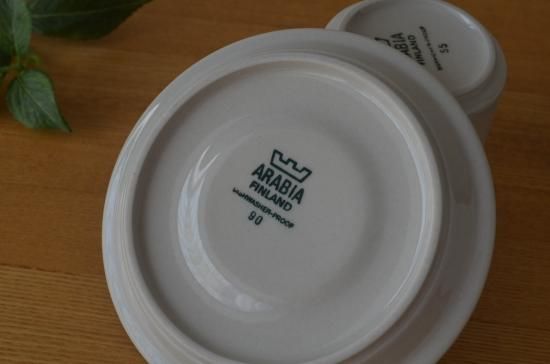 ARABIA
FINLAND
DISHWASHER-PROOF
90
ARABIA
FINLAND
55